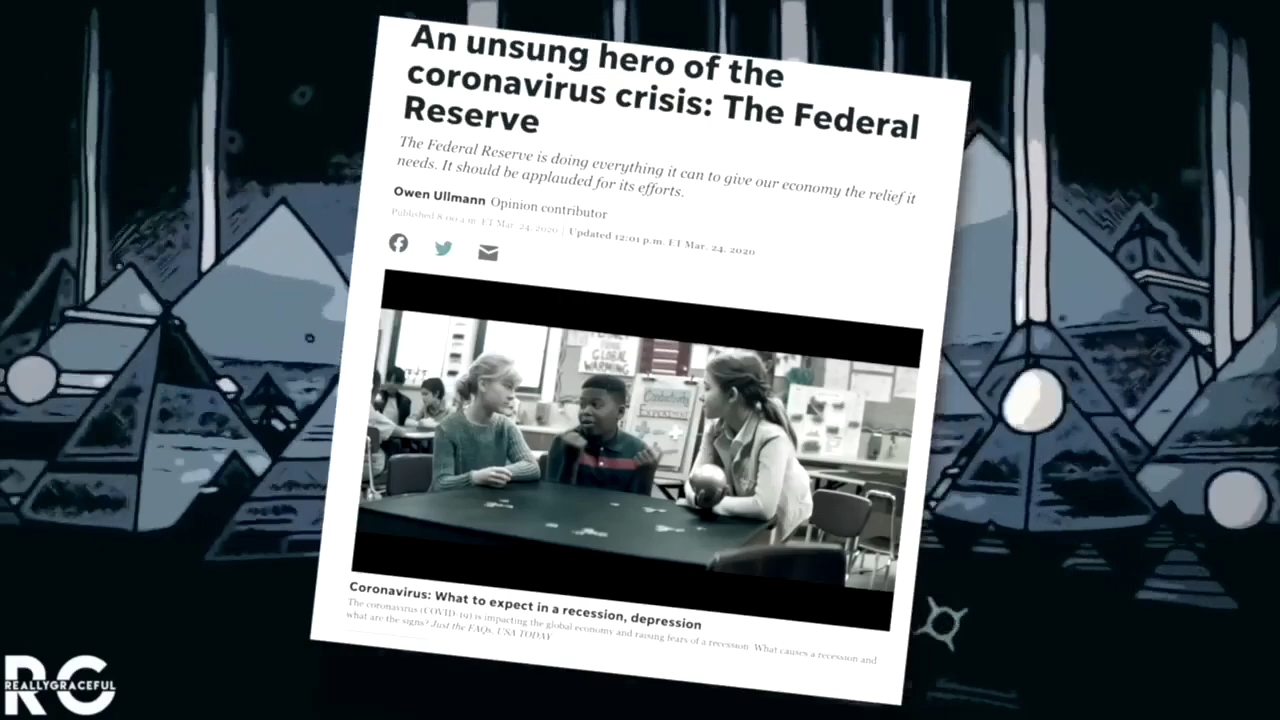 An unsung hero of the
coronavirus crisis: The Federal
Reserve
The Federal Reserve is doing everything it can to give our economy the relief it
needs. It should be applauded for its efforts.
Owen Ullmann Opinion contributor
Published 8:00 a.m. ET Mar. 24, 2020 | Updated 12:01 p.m. ET Mar. 24, 2020
GLOBAL
WARMING
Conductivity
EXPERIMENT
Coronavirus: What to expect in a recession, depression
The coronavirus (COVID-19) is impacting the global economy and raising fears of a recession. What causes a recession and
what are the signs? Just the FAQs, USA TODAY
RG
REALLYGRACEFUL